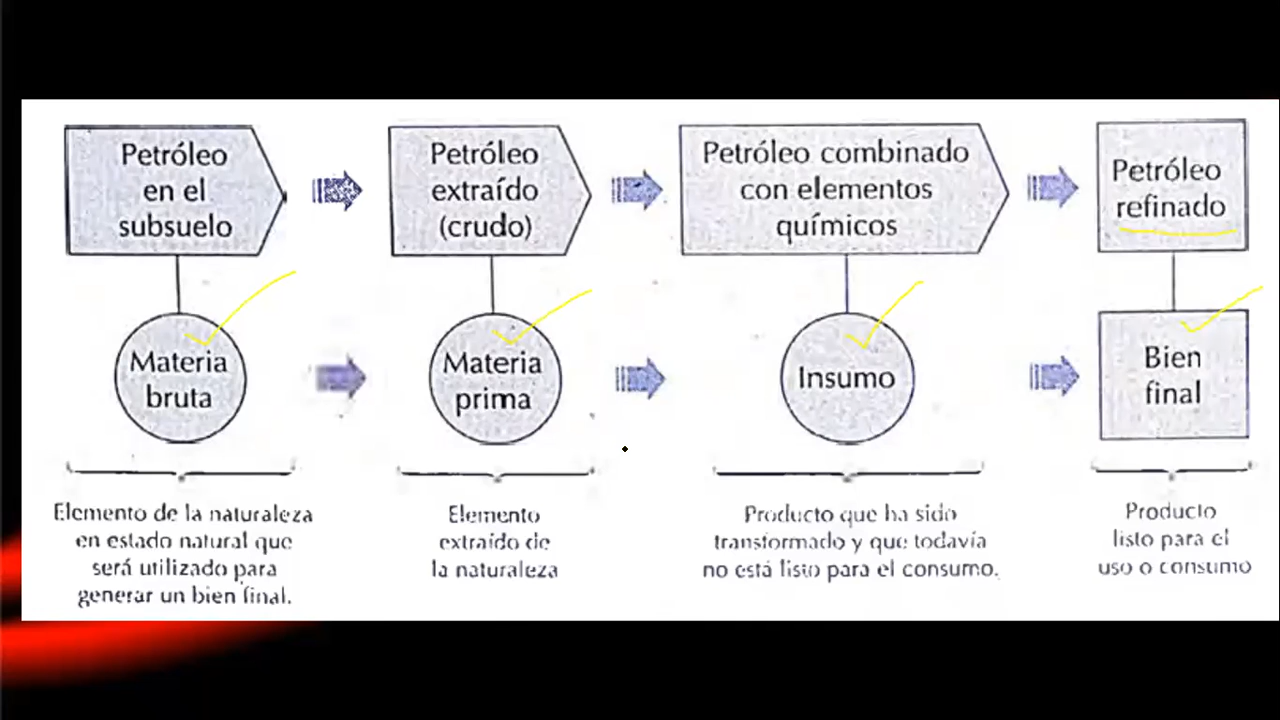 Petróleo
en el
subsuelo
Petróleo
extraído
(crudo)
Petróleo combinado
con elementos
químicos
Petróleo
refinado
Materia
bruta
Materia
prima
Insumo
Bien
final
Elemento de la naturaleza
en estado natural que
será utilizado para
generar un bien final.
Elemento
extraído de
la naturaleza
Producto que ha sido
transformado y que todavía
no está listo para el consumo.
Producto
listo para el
uso o consumo